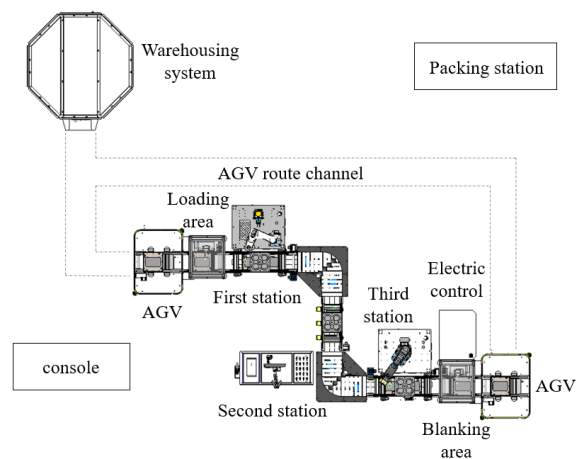 Warehousing
system
Packing station
AGV route channel
Loading
area
First station
AGV
Electric
control
Third
station
console
Second station
AGV
Blanking
area